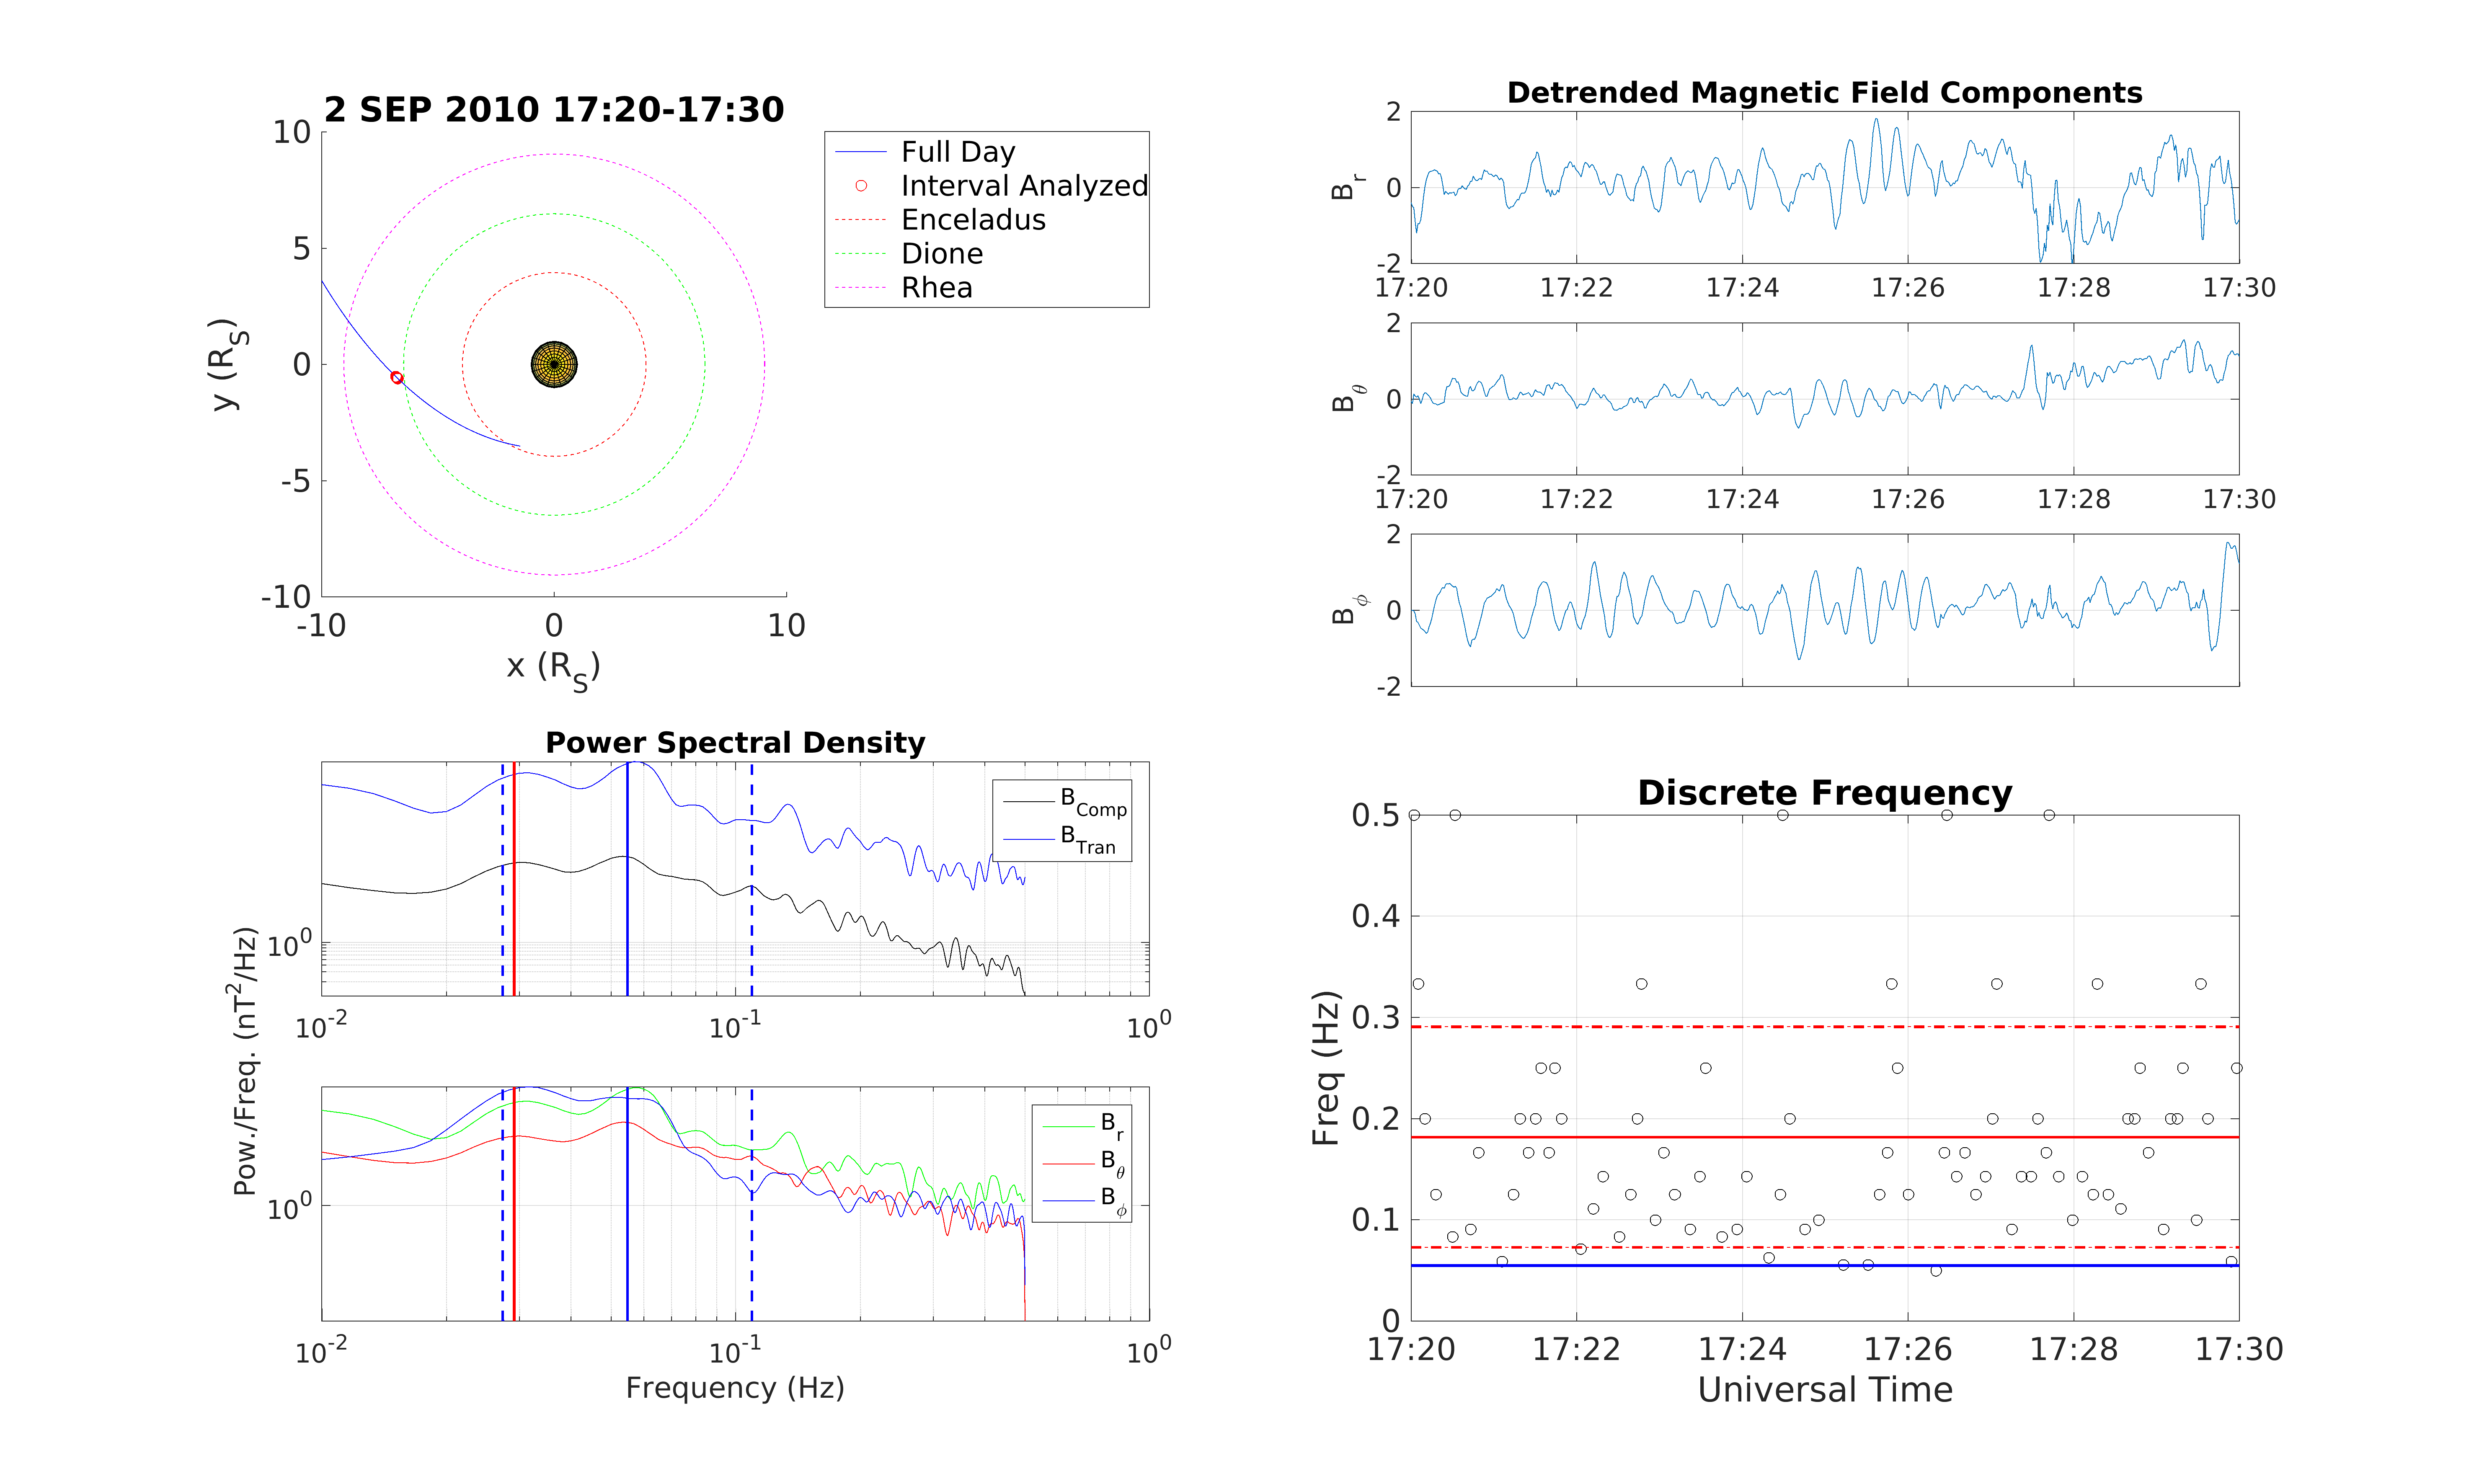 2 SEP 2010 17:20-17:30
10
5
0
-5
-10
-10
0
10
y (R_S)
x (R_S)
Full Day
Interval Analyzed
Enceladus
Dione
Rhea
Detrended Magnetic Field Components
B_r
2
0
-2
17:20 17:22 17:24 17:26 17:28 17:30
B_θ
2
0
-2
17:20 17:22 17:24 17:26 17:28 17:30
B_ϕ
2
0
-2
Power Spectral Density
B_Comp
B_Tran
10^0
10^-2 10^-1 10^0
Pow./Freq. (nT^2/Hz)
B_r
B_θ
B_ϕ
10^0
10^-2 10^-1 10^0
Frequency (Hz)
Discrete Frequency
Freq (Hz)
0.5
0.4
0.3
0.2
0.1
0
17:20 17:22 17:24 17:26 17:28 17:30
Universal Time